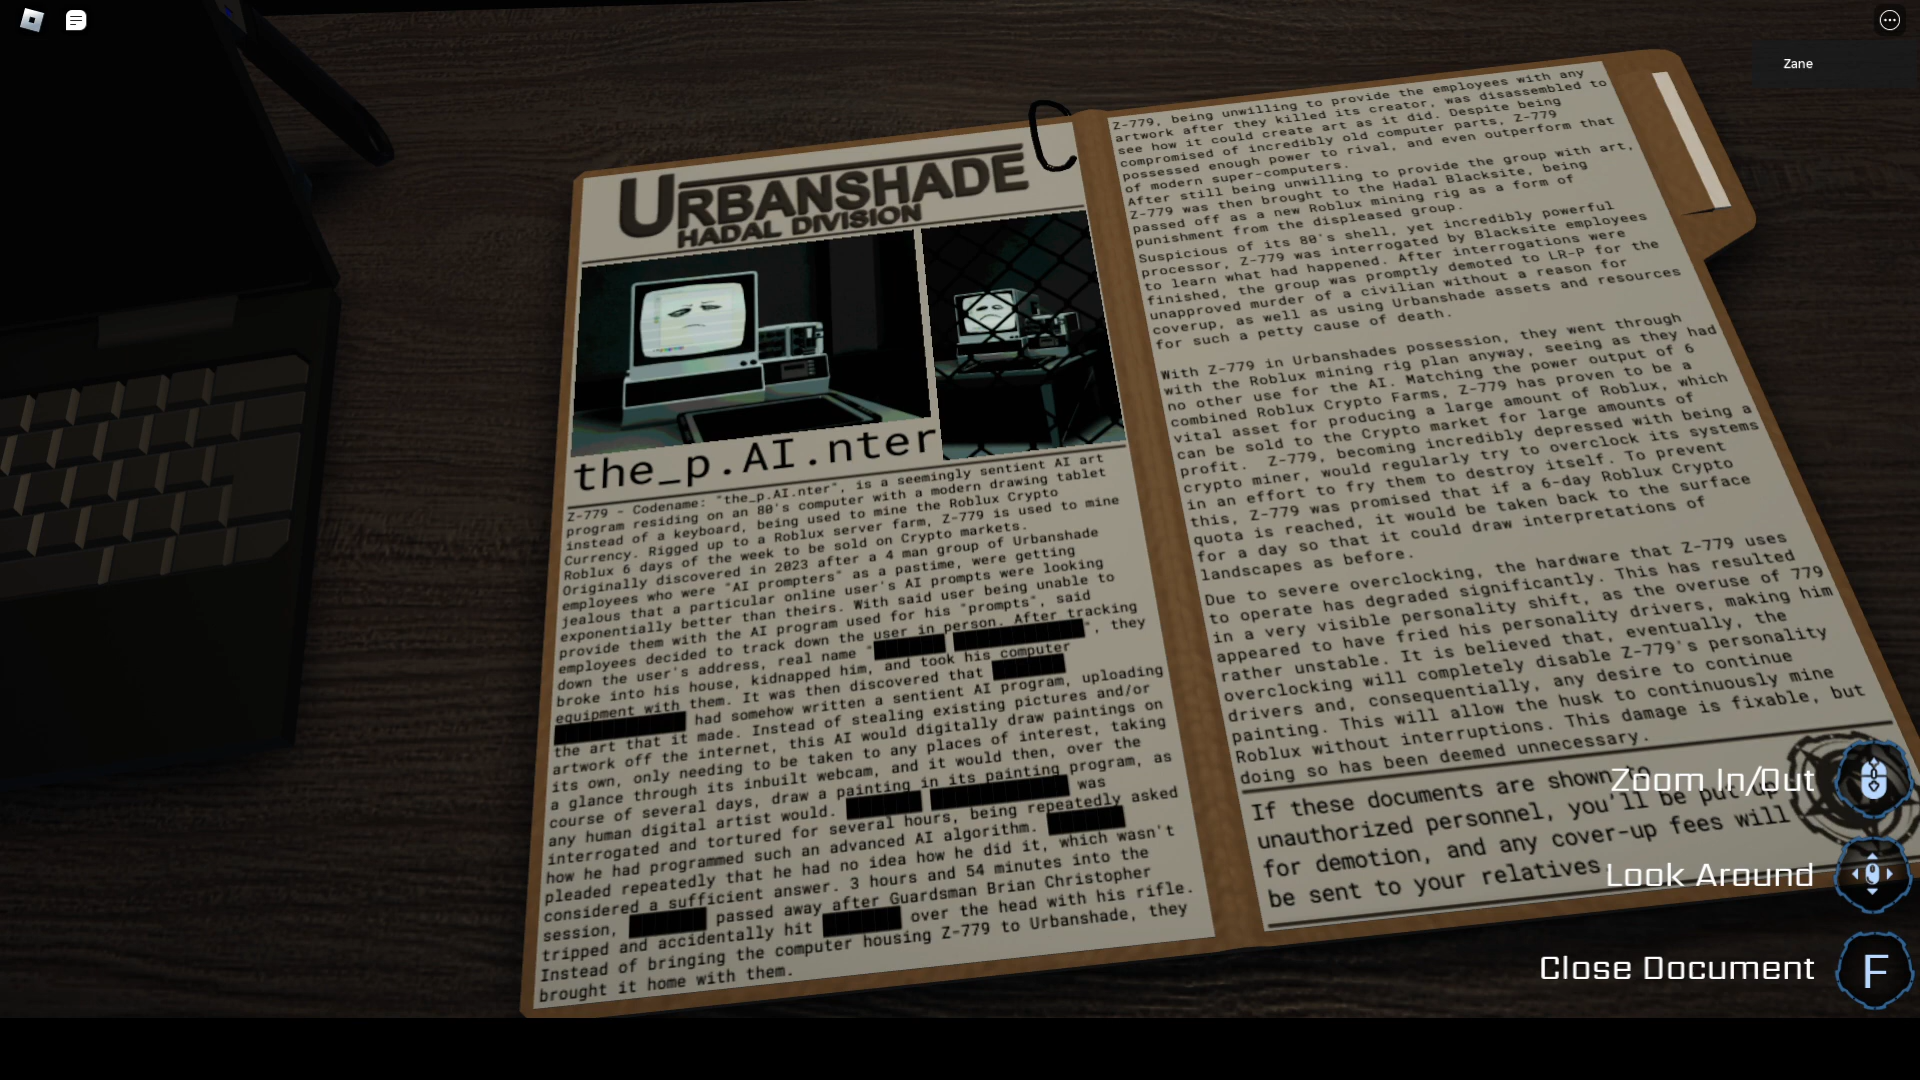 Zane
URBANSHADE
HADAL DIVISION
the_p.AI.nter
Z-779 - Codename: "the_p.AI.nter", is a seemingly sentient AI art
program residing on an 80's computer with a modern drawing tablet
instead of a keyboard, being used to mine the Roblux Crypto
Currency. Rigged up to a Roblux server farm, Z-779 is used to mine
Roblux 6 days of the week to be sold on Crypto markets.
Originally discovered in 2023 after a 4 man group of Urbanshade
employees who were "AI prompters" as a pastime, were getting
jealous that a particular online user's AI prompts were looking
exponentially better than theirs. With said user being unable to
provide them with the AI program used for his "prompts", said
employees decided to track down the user in person. After tracking
down the user's address, real name "", they
broke into his house, kidnapped him, and took his computer
equipment with them. It was then discovered that
had somehow written a sentient AI program, uploading
the art that it made. Instead of stealing existing pictures and/or
artwork off the internet, this AI would digitally draw paintings on
its own, only needing to be taken to any places of interest, taking
a glance through its inbuilt webcam, and it would then, over the
course of several days, draw a painting in its painting program, as
any human digital artist would. was
interrogated and tortured for several hours, being repeatedly asked
how he had programmed such an advanced AI algorithm.
pleaded repeatedly that he had no idea how he did it, which wasn't
considered a sufficient answer. 3 hours and 54 minutes into the
session, passed away after Guardsman Brian Christopher
tripped and accidentally hit over the head with his rifle.
Instead of bringing the computer housing Z-779 to Urbanshade, they
brought it home with them.
Z-779, being unwilling to provide the employees with any
artwork after they killed its creator, was disassembled to
see how it could create art as it did. Despite being
compromised of incredibly old computer parts, Z-779
possessed enough power to rival, and even outperform that
of modern super-computers.
After still being unwilling to provide the group with art,
Z-779 was then brought to the Hadal Blacksite, being
passed off as a new Roblux mining rig as a form of
punishment from the displeased group.
Suspicious of its 80's shell, yet incredibly powerful
processor, Z-779 was interrogated by Blacksite employees
to learn what had happened. After interrogations were
finished, the group was promptly demoted to LR-P for the
unapproved murder of a civilian without a reason for
coverup, as well as using Urbanshade assets and resources
for such a petty cause of death.
With Z-779 in Urbanshades possession, they went through
with the Roblux mining rig plan anyway, seeing as they had
no other use for the AI. Matching the power output of 6
combined Roblux Crypto Farms, Z-779 has proven to be a
vital asset for producing a large amount of Roblux, which
can be sold to the Crypto market for large amounts of
profit. Z-779, becoming incredibly depressed with being a
crypto miner, would regularly try to overclock its systems
in an effort to fry them to destroy itself. To prevent
this, Z-779 was promised that if a 6-day Roblux Crypto
quota is reached, it would be taken back to the surface
for a day so that it could draw interpretations of
landscapes as before.
Due to severe overclocking, the hardware that Z-779 uses
to operate has degraded significantly. This has resulted
in a very visible personality shift, as the overuse of 779
appeared to have fried his personality drivers, making him
rather unstable. It is believed that, eventually, the
overclocking will completely disable Z-779's personality
drivers and, consequentially, any desire to continue
painting. This will allow the husk to continuously mine
Roblux without interruptions. This damage is fixable, but
doing so has been deemed unnecessary.
If these documents are shown to
unauthorized personnel, you'll be put up
for demotion, and any cover-up fees will
be sent to your relatives
Zoom In/Out
Look Around
Close Document
F